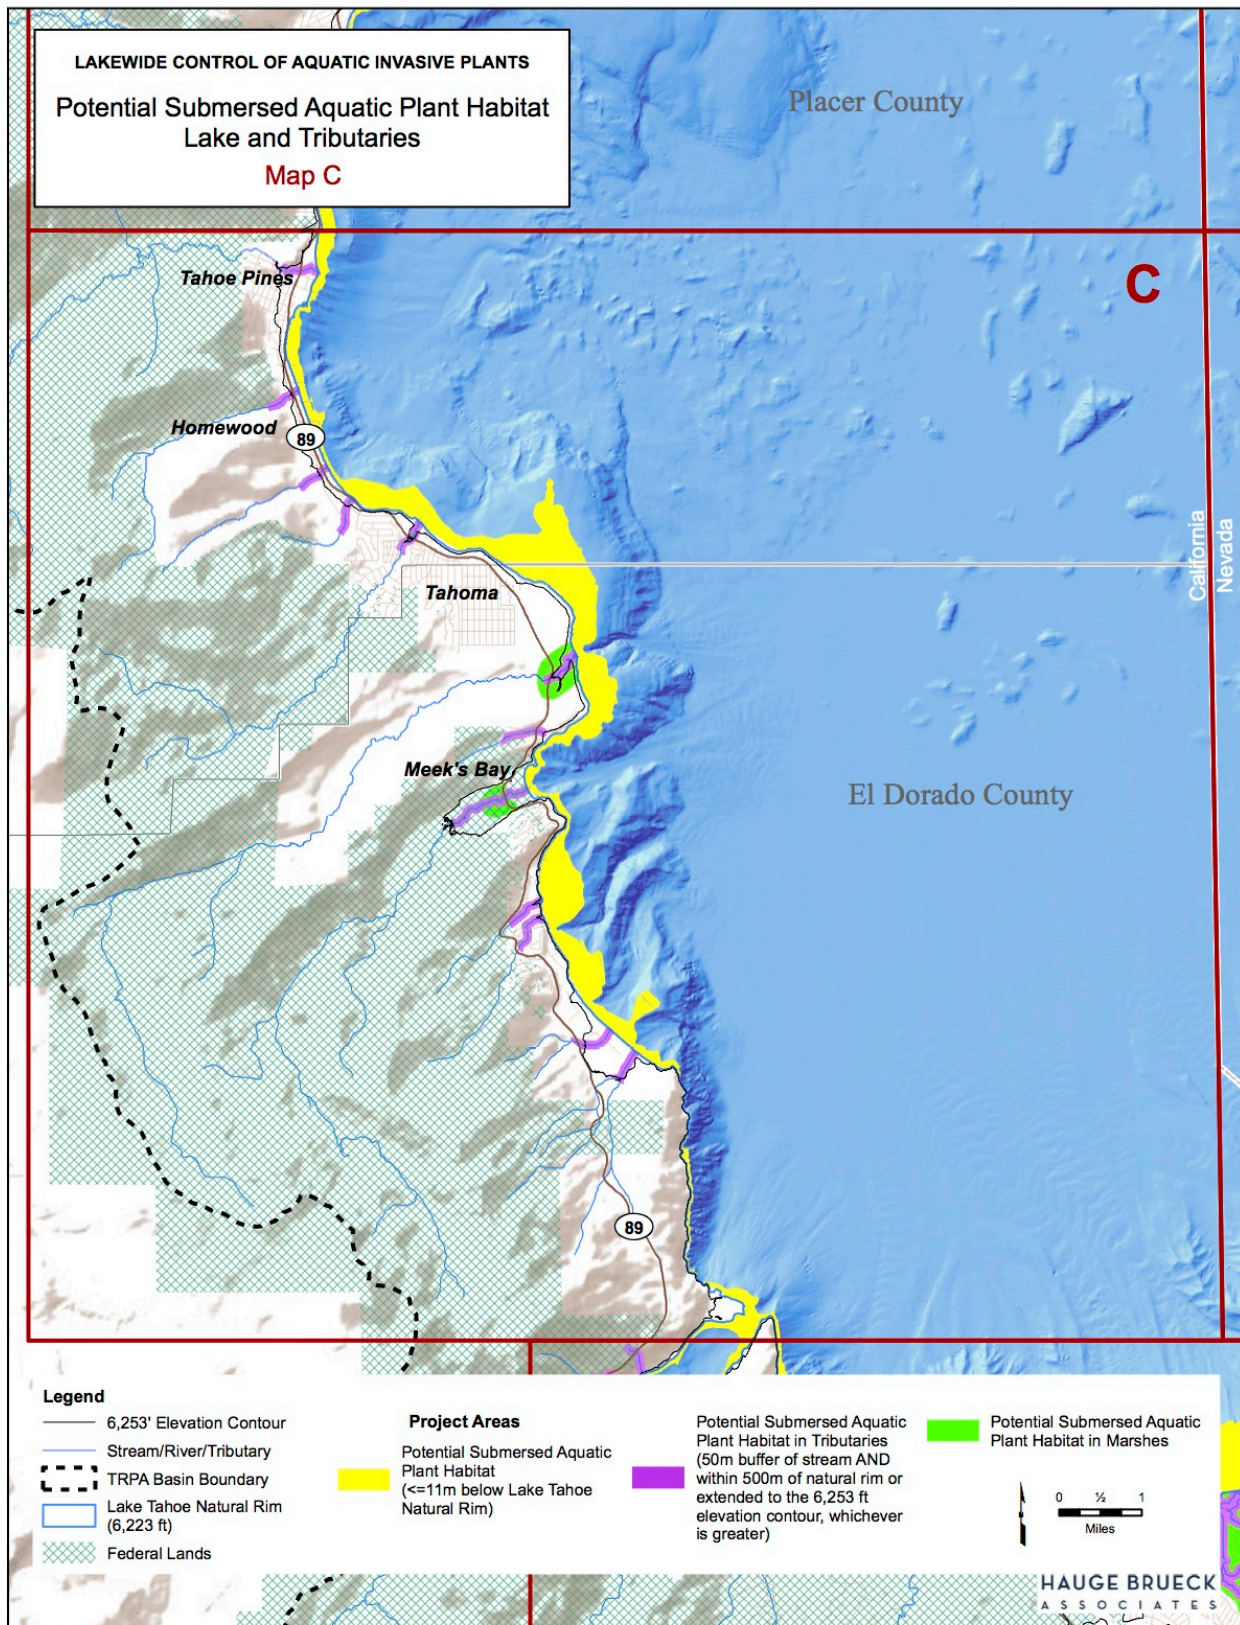 LAKEWIDE CONTROL OF AQUATIC INVASIVE PLANTS
Potential Submersed Aquatic Plant Habitat
Lake and Tributaries
Map C
Placer County
C
Tahoe Pines
Homewood
89
California
Nevada
Tahoma
Meek's Bay
El Dorado County
89
Legend
6,253' Elevation Contour
Stream/River/Tributary
TRPA Basin Boundary
Lake Tahoe Natural Rim
(6,223 ft)
Federal Lands
Project Areas
Potential Submersed Aquatic
Plant Habitat
(<=11m below Lake Tahoe
Natural Rim)
Potential Submersed Aquatic
Plant Habitat in Tributaries
(50m buffer of stream AND
within 500m of natural rim or
extended to the 6,253 ft
elevation contour, whichever
is greater)
Potential Submersed Aquatic
Plant Habitat in Marshes
0 ½ 1
Miles
HAUGE BRUECK
ASSOCIATES